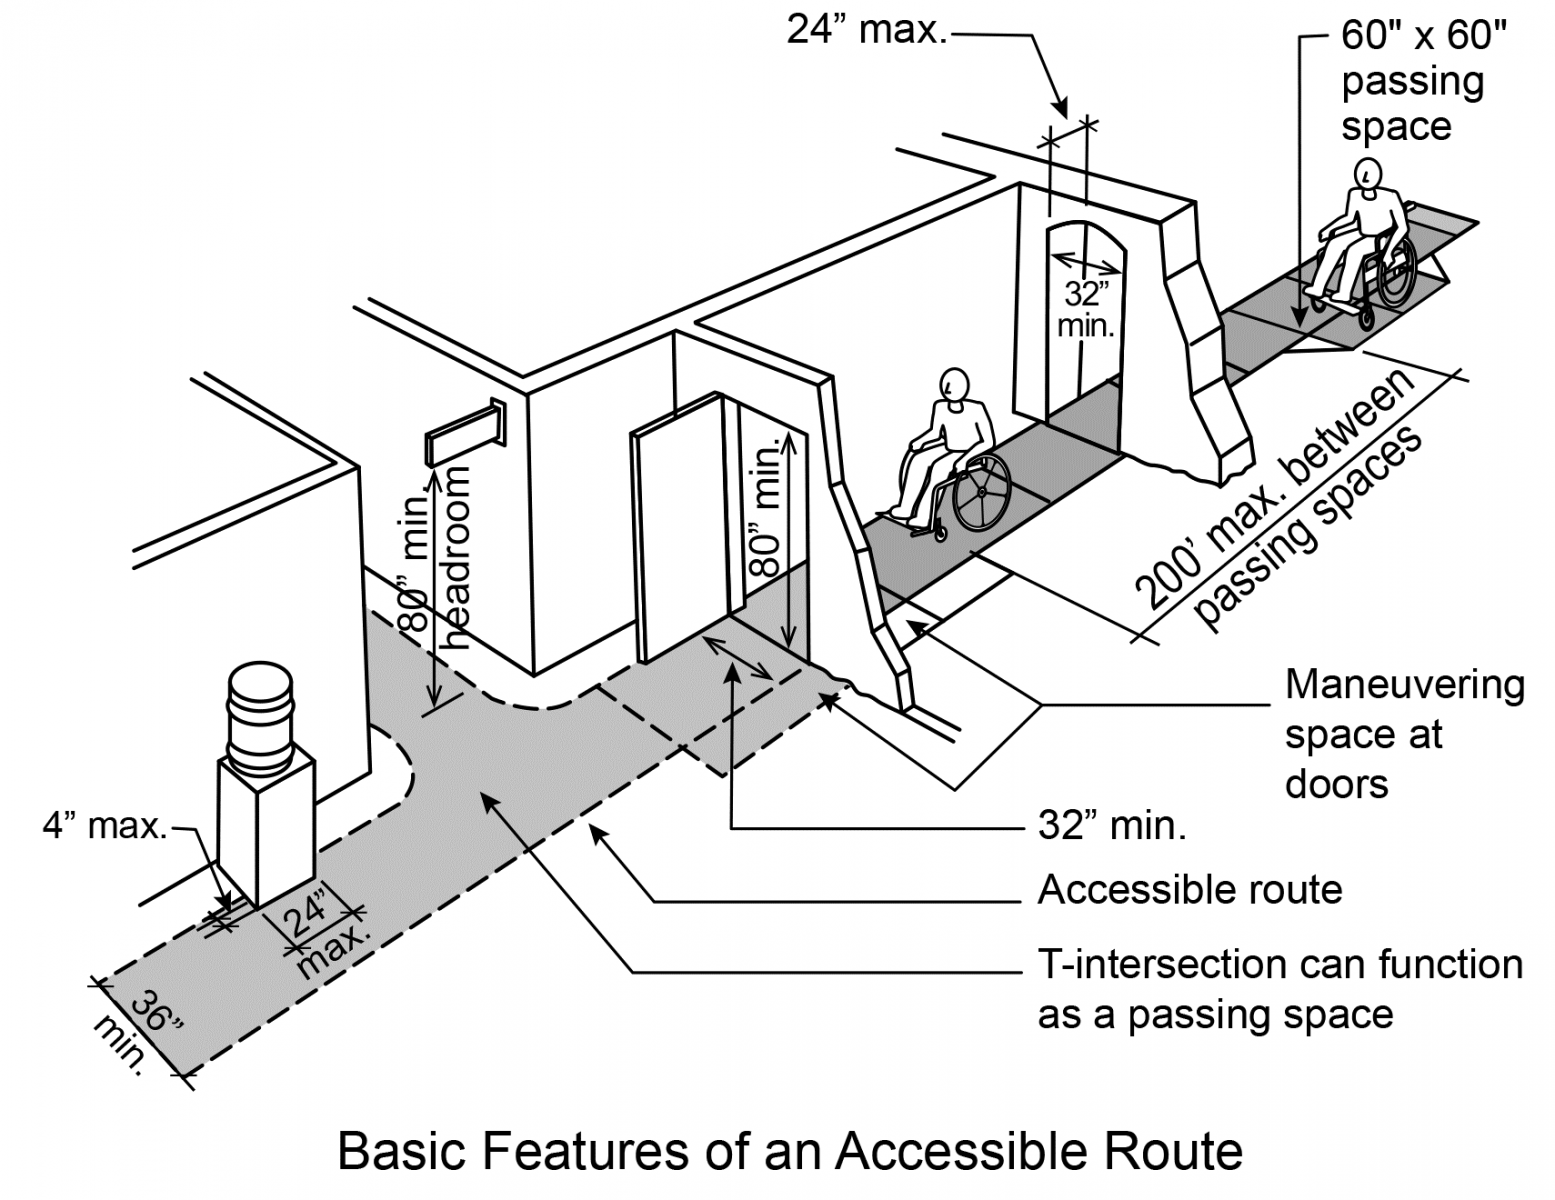 24” max.
60" x 60"
passing
space
32”
min.
80” min.
headroom
80” min.
200’ max. between
passing spaces
Maneuvering
space at
doors
4” max.
32” min.
24”
max.
Accessible route
T-intersection can function
as a passing space
36”
min.
Basic Features of an Accessible Route